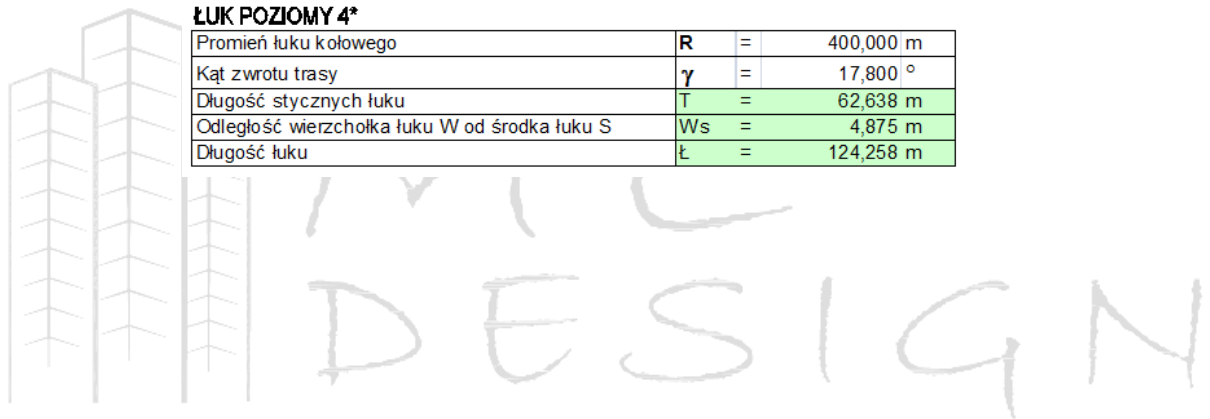 ŁUK POZIOMY 4*
Promień łuku kołowego R = 400,000 m
Kąt zwrotu trasy γ = 17,800 °
Długość stycznych łuku T = 62,638 m
Odległość wierzchołka łuku W od środka łuku S Ws = 4,875 m
Długość łuku Ł = 124,258 m
DESIGN